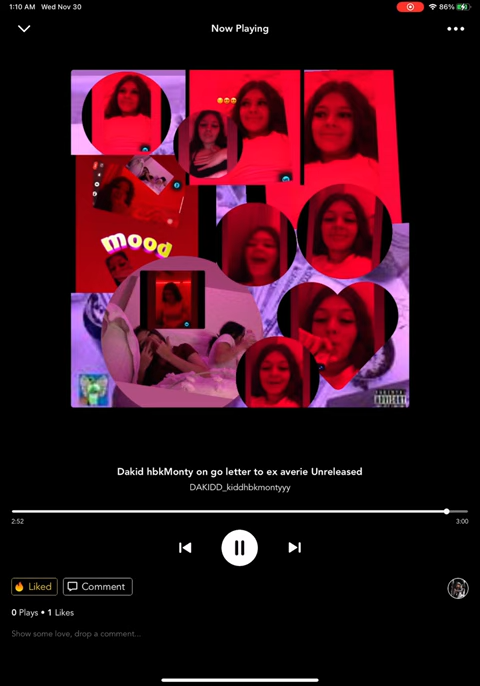 1:10 AM Wed Nov 30
86%
Now Playing
mood
ADVISORY
Dakid hbkMonty on go letter to ex averie Unreleased
DAKIDD_kiddhbkmontyyy
2:52
3:00
Liked
Comment
0 Plays • 1 Likes
Show some love, drop a comment...